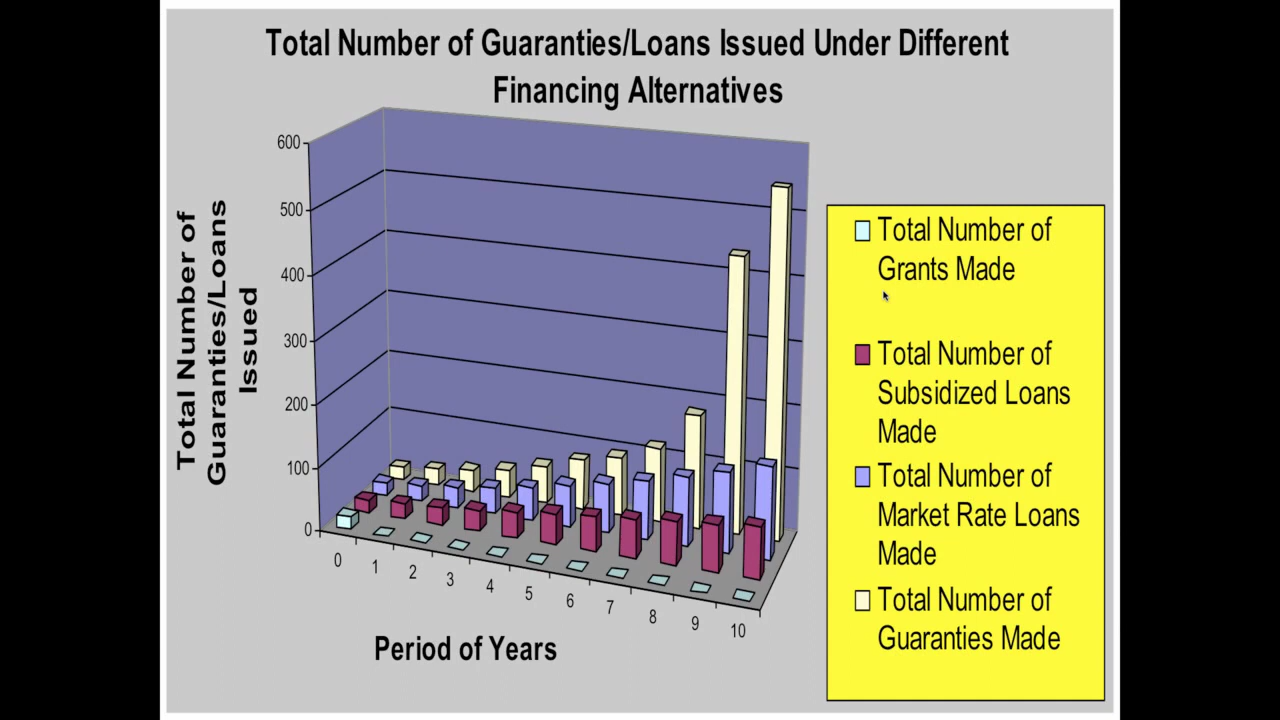 Total Number of Guaranties/Loans Issued Under Different
Financing Alternatives
Total Number of
Guaranties/Loans
Issued
600
500
400
300
200
100
0
0
1
2
3
4
5
6
7
8
9
10
Period of Years
Total Number of
Grants Made
Total Number of
Subsidized Loans
Made
Total Number of
Market Rate Loans
Made
Total Number of
Guaranties Made